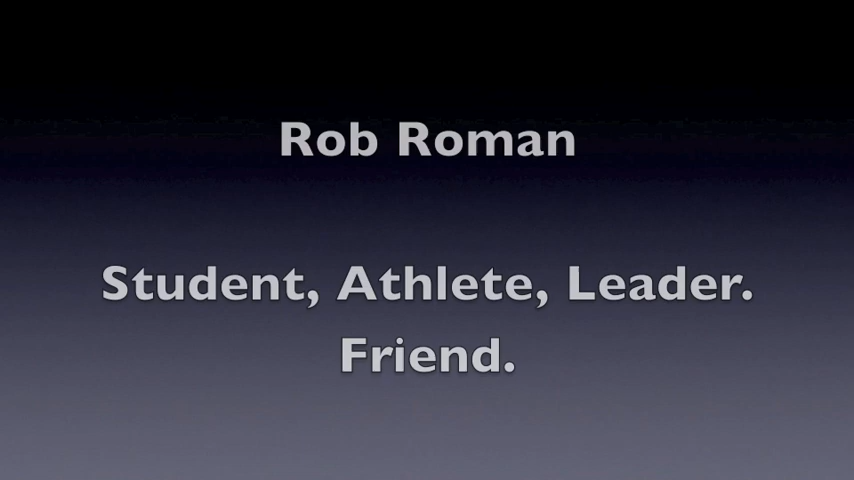 Rob Roman
Student, Athlete, Leader.
Friend.